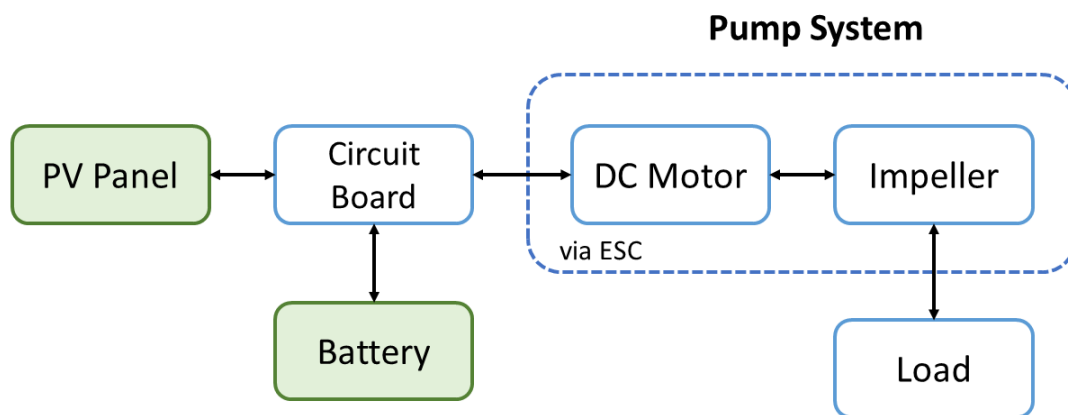 Pump System
PV Panel
Circuit
Board
DC Motor
Impeller
via ESC
Battery
Load